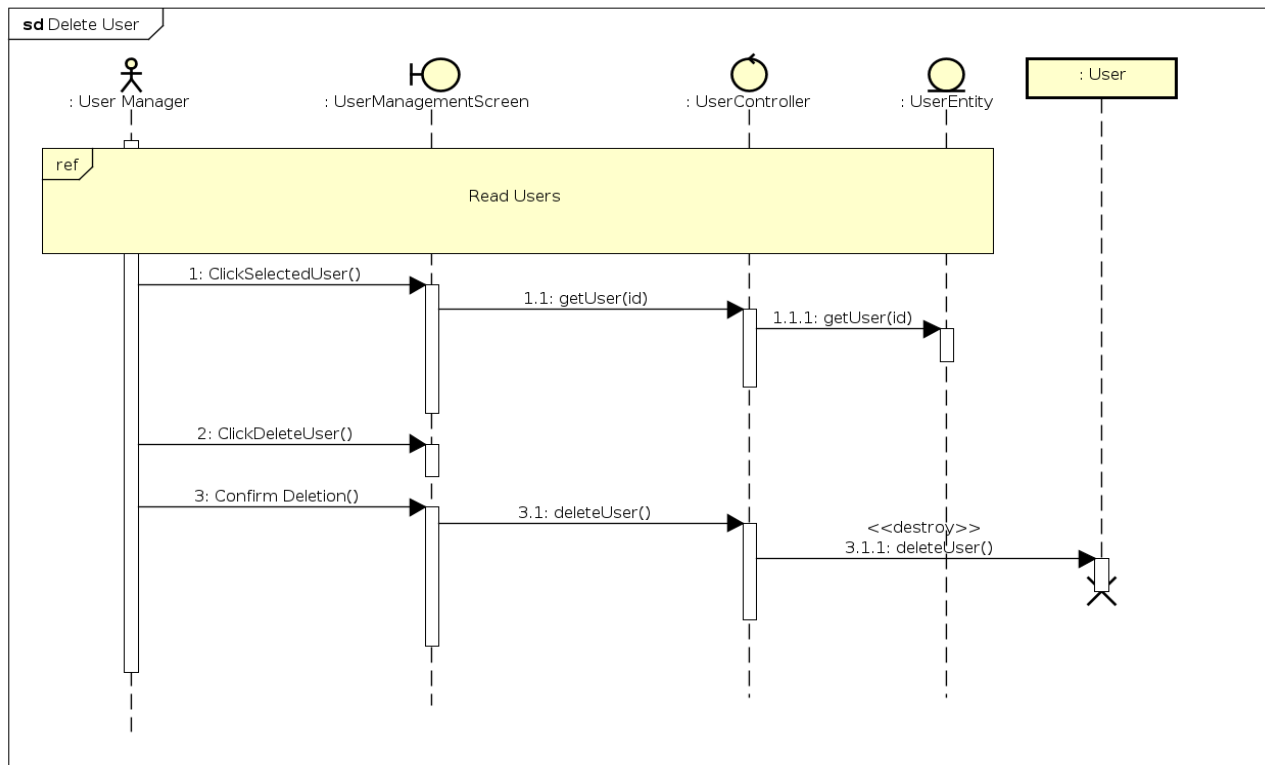 sd Delete User
: User Manager
: UserManagementScreen
: UserController
: UserEntity
: User
ref
Read Users
1: ClickSelectedUser()
1.1: getUser(id)
1.1.1: getUser(id)
2: ClickDeleteUser()
3: Confirm Deletion()
3.1: deleteUser()
<<destroy>>
3.1.1: deleteUser()